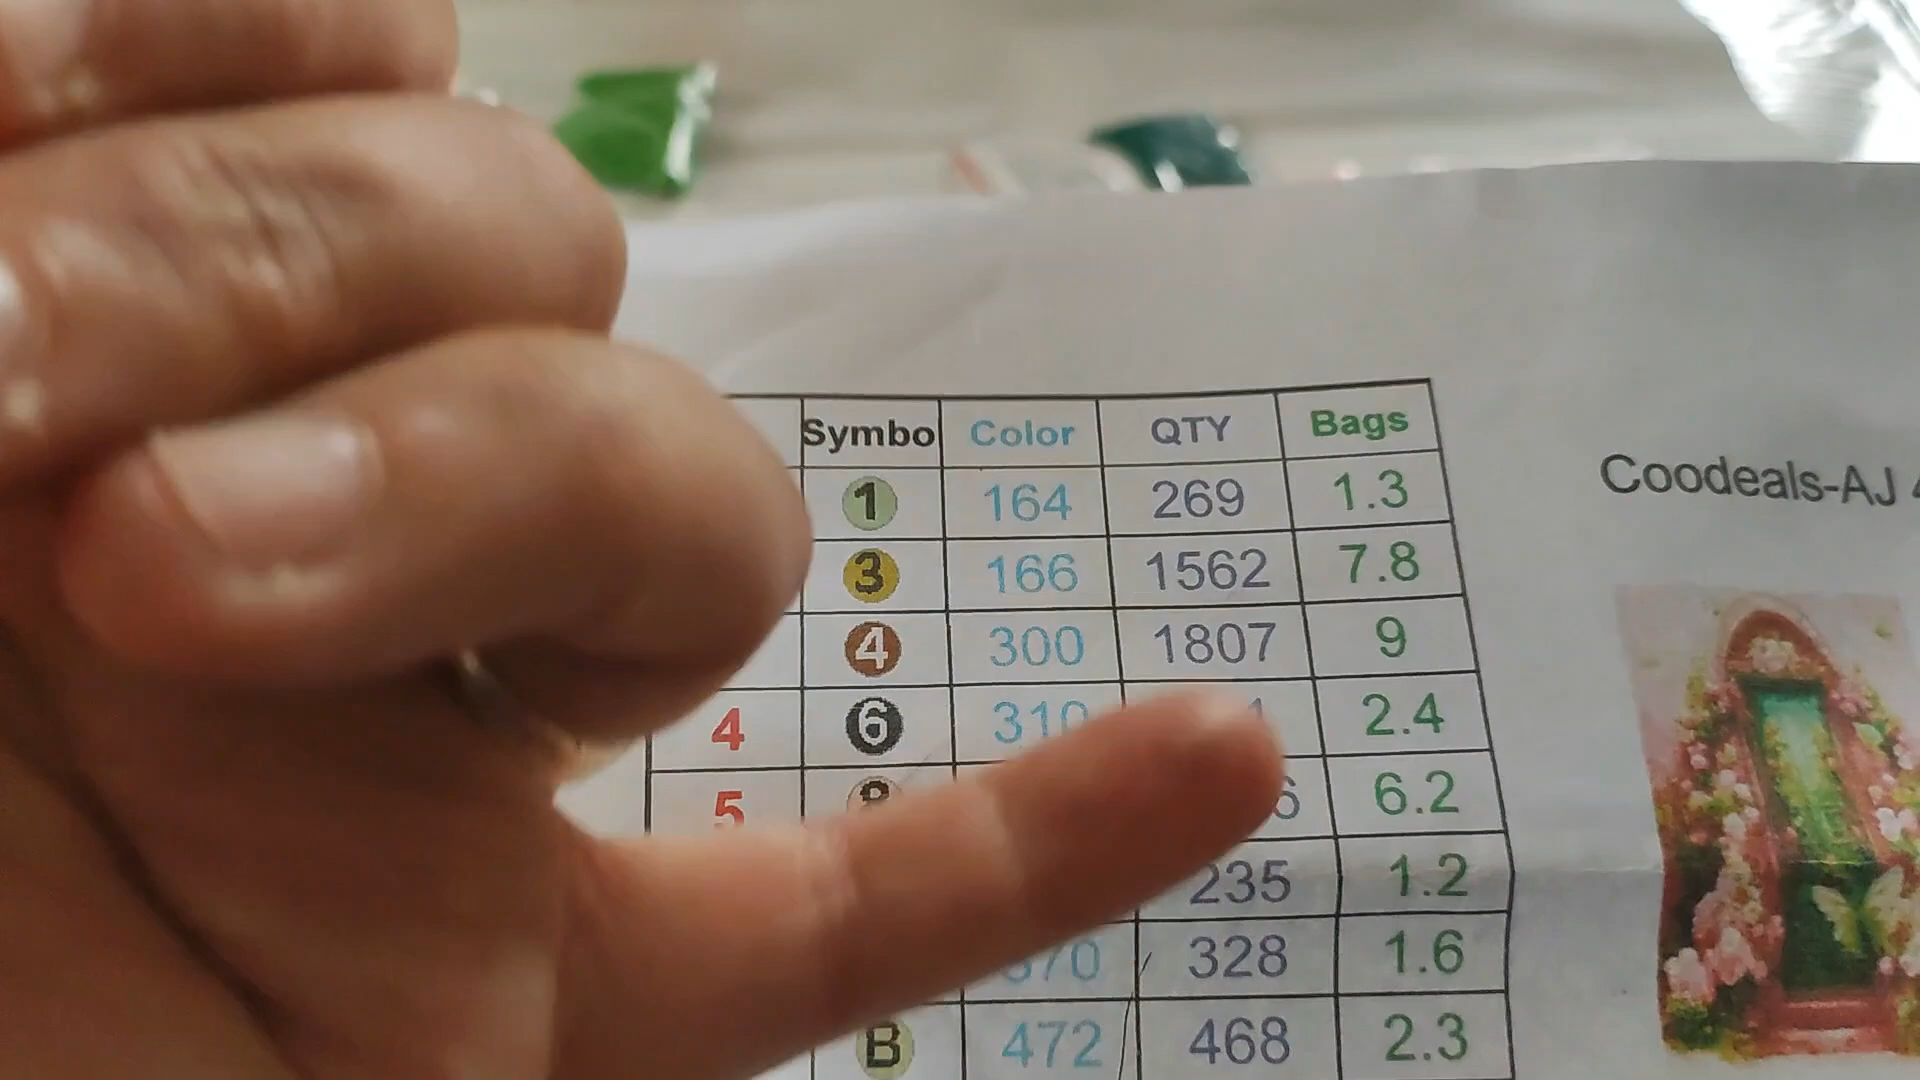 Symbo Color QTY Bags
1 164 269 1.3
Coodeals-AJ
3 166 1562 7.8
4 300 1807 9
4 6 310 2.4
5 8 6.2
235 1.2
328 1.6
B 472 468 2.3